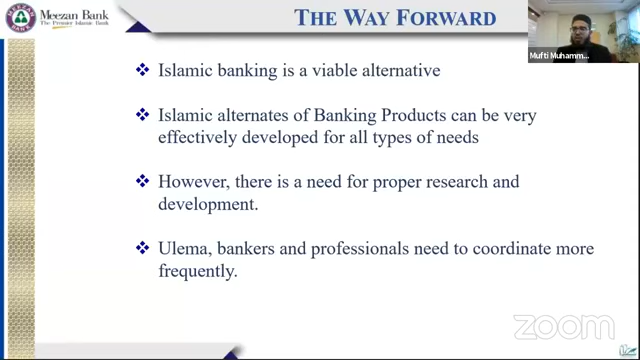 Meezan Bank
The Premier Islamic Bank
MEEZAN BANK
THE WAY FORWARD
Mufti Muhamm...
Islamic banking is a viable alternative
Islamic alternates of Banking Products can be very
effectively developed for all types of needs
However, there is a need for proper research and
development.
Ulema, bankers and professionals need to coordinate more
frequently.
zoom